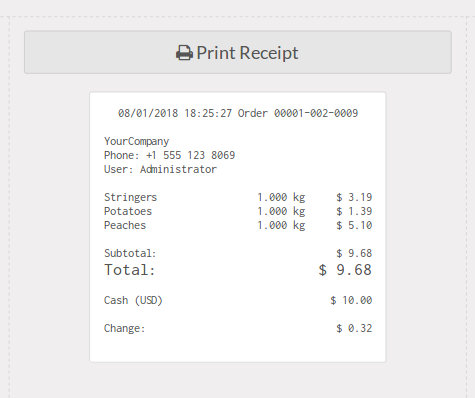 Print Receipt
08/01/2018 18:25:27 Order 00001-002-0009
YourCompany
Phone: +1 555 123 8069
User: Administrator
Stringers 1.000 kg $ 3.19
Potatoes 1.000 kg $ 1.39
Peaches 1.000 kg $ 5.10
Subtotal: $ 9.68
Total: $ 9.68
Cash (USD) $ 10.00
Change: $ 0.32